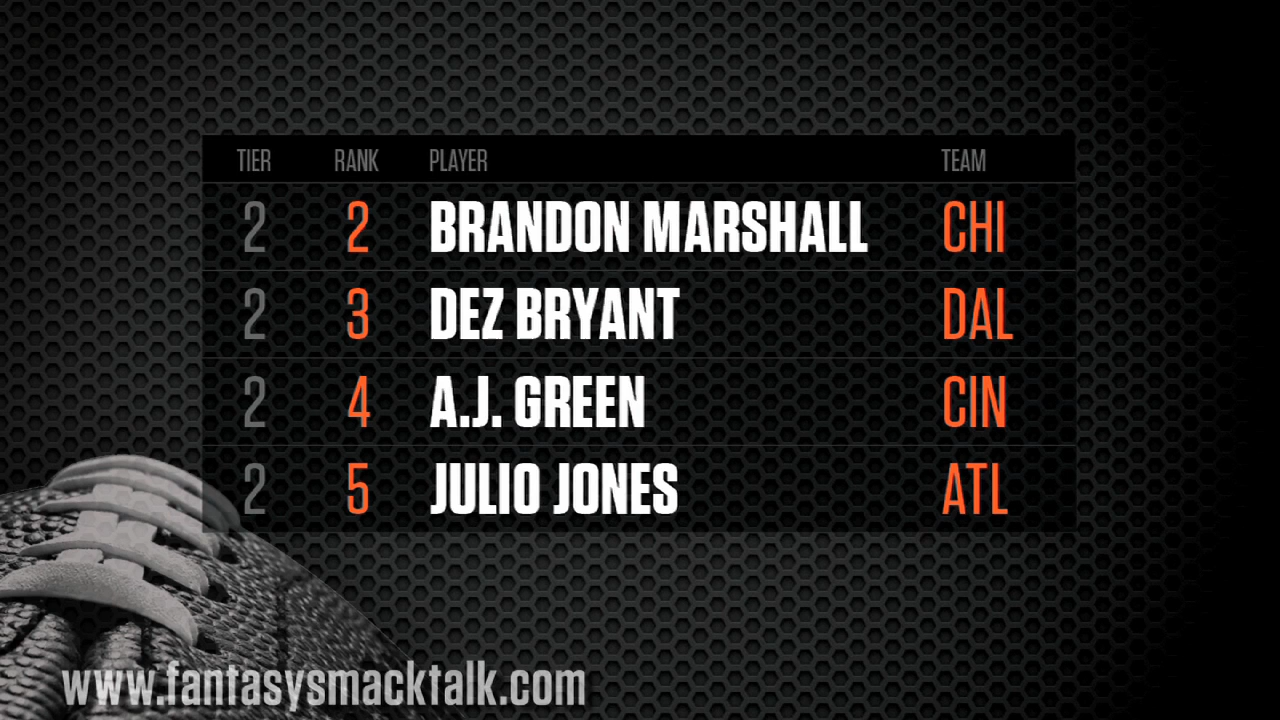 TIER RANK PLAYER TEAM
2 2 BRANDON MARSHALL CHI
2 3 DEZ BRYANT DAL
2 4 A.J. GREEN CIN
2 5 JULIO JONES ATL
www.fantasysmacktalk.com